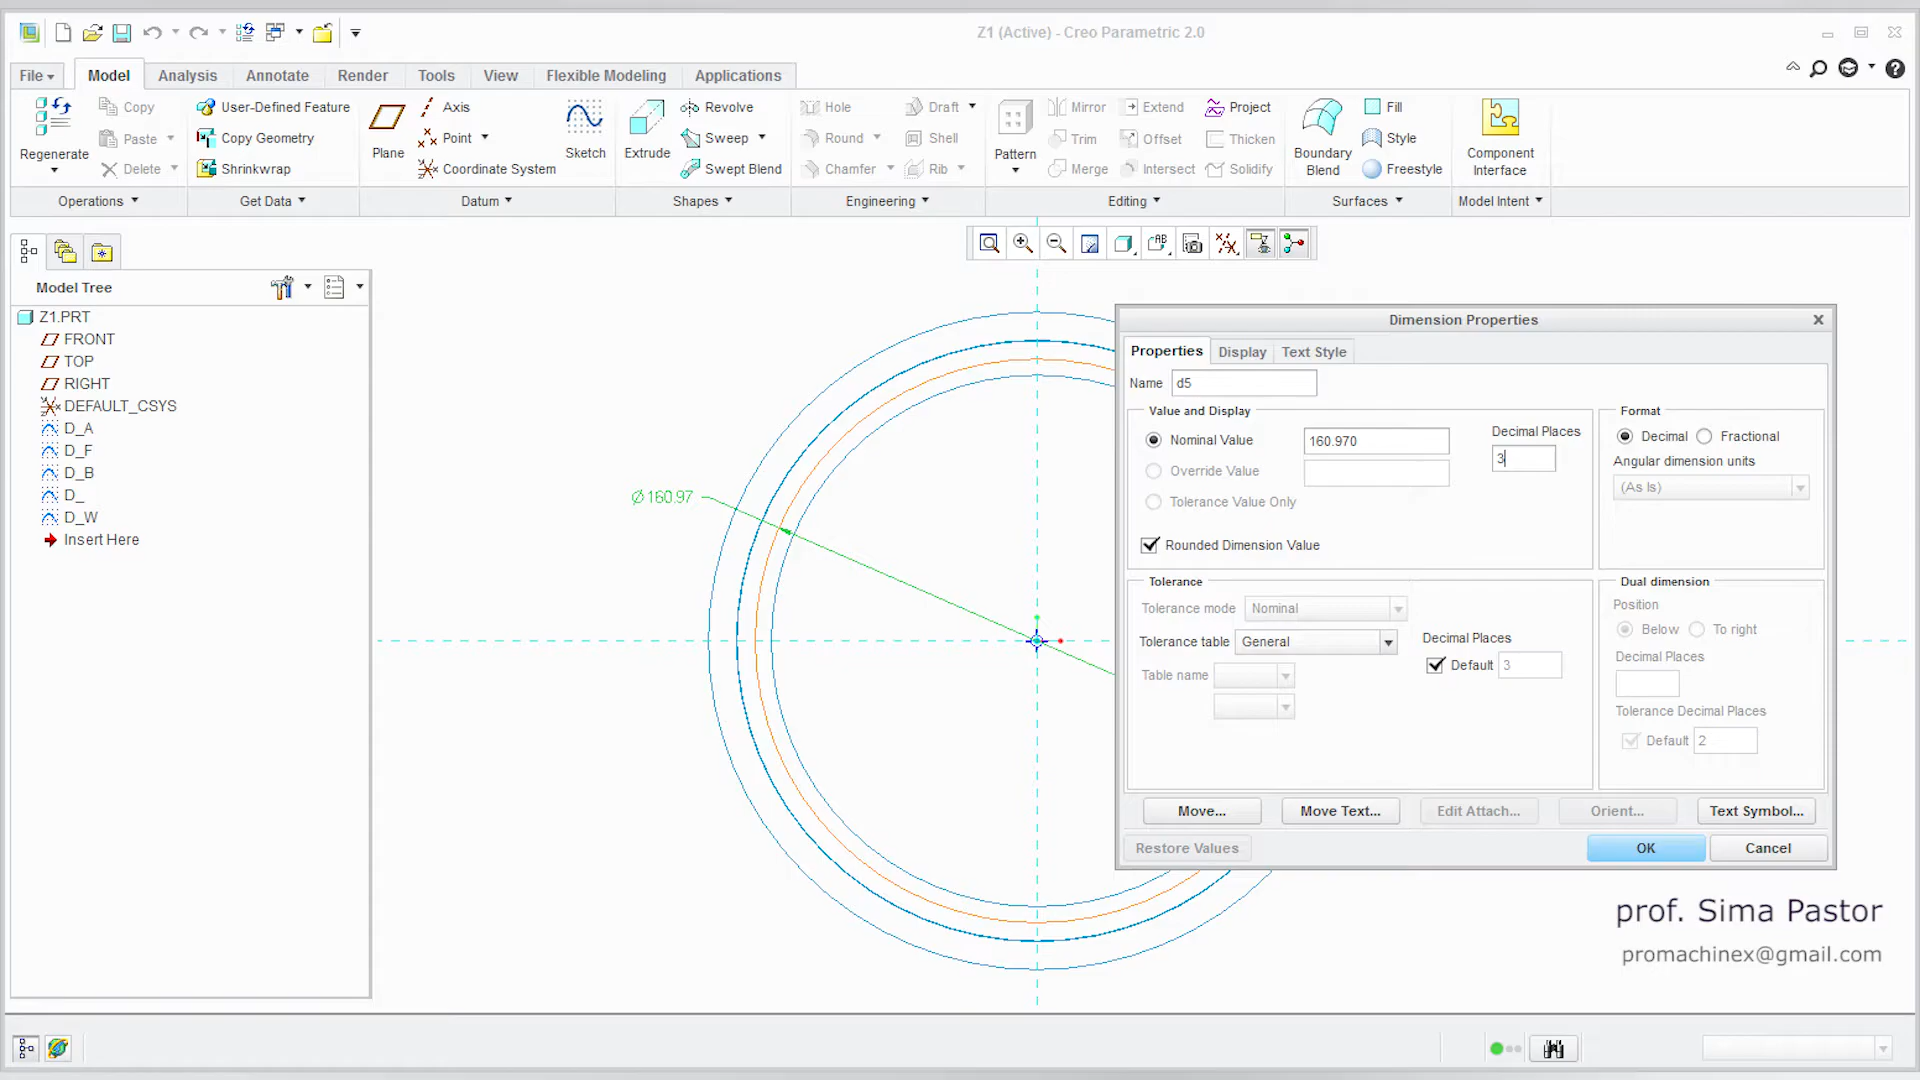 Z1 (Active) - Creo Parametric 2.0
File Model Analysis Annotate Render Tools View Flexible Modeling Applications
Regenerate
Copy
Paste
Delete
User-Defined Feature
Copy Geometry
Shrinkwrap
Plane
Axis
Point
Coordinate System
Sketch
Extrude
Revolve
Sweep
Swept Blend
Hole
Round
Chamfer
Draft
Shell
Rib
Pattern
Mirror
Trim
Merge
Extend
Offset
Intersect
Project
Thicken
Solidify
Boundary
Blend
Fill
Style
Freestyle
Component
Interface
Operations Get Data Datum Shapes Engineering Editing Surfaces Model Intent
Model Tree
Z1.PRT
FRONT
TOP
RIGHT
DEFAULT_CSYS
D_A
D_F
D_B
D_
D_W
Insert Here
Ø160.97
Dimension Properties
Properties Display Text Style
Name d5
Value and Display
Nominal Value 160.970
Override Value
Tolerance Value Only
Decimal Places
3
Rounded Dimension Value
Format
Decimal Fractional
Angular dimension units
(As Is)
Tolerance
Tolerance mode Nominal
Tolerance table General
Table name
Decimal Places
Default 3
Dual dimension
Position
Below To right
Decimal Places
Tolerance Decimal Places
Default 2
Move... Move Text... Edit Attach... Orient... Text Symbol...
Restore Values OK Cancel
prof. Sima Pastor
promachinex@gmail.com